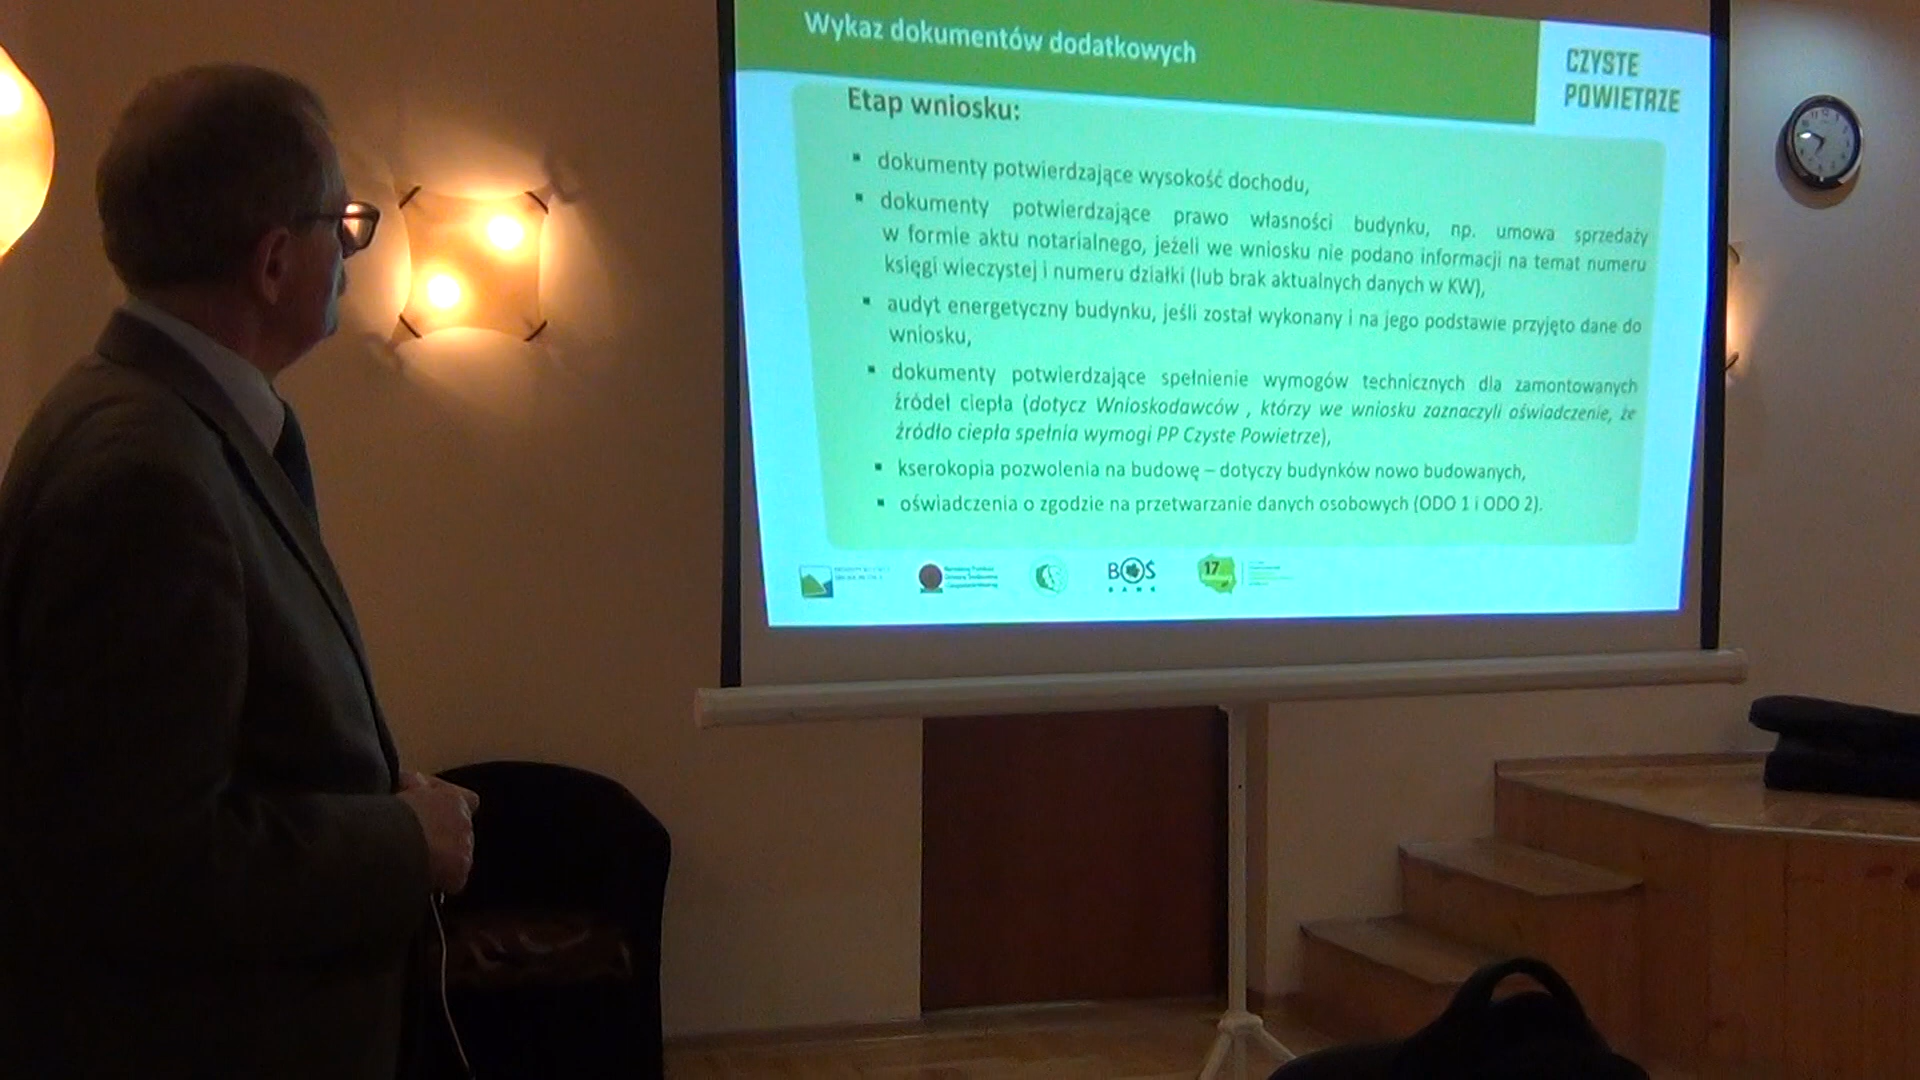 Wykaz dokumentów dodatkowych
CZYSTE
POWIETRZE
Etap wniosku:
▪ dokumenty potwierdzające wysokość dochodu,
▪ dokumenty potwierdzające prawo własności budynku, np. umowa sprzedaży
w formie aktu notarialnego, jeżeli we wniosku nie podano informacji na temat numeru
księgi wieczystej i numeru działki (lub brak aktualnych danych w KW),
▪ audyt energetyczny budynku, jeśli został wykonany i na jego podstawie przyjęto dane do
wniosku,
▪ dokumenty potwierdzające spełnienie wymogów technicznych dla zamontowanych
źródeł ciepła (dotycz Wnioskodawców , którzy we wniosku zaznaczyli oświadczenie, że
źródło ciepła spełnia wymogi PP Czyste Powietrze),
▪ kserokopia pozwolenia na budowę – dotyczy budynków nowo budowanych,
▪ oświadczenia o zgodzie na przetwarzanie danych osobowych (ODO 1 i ODO 2).
BOŚ
BANK
17